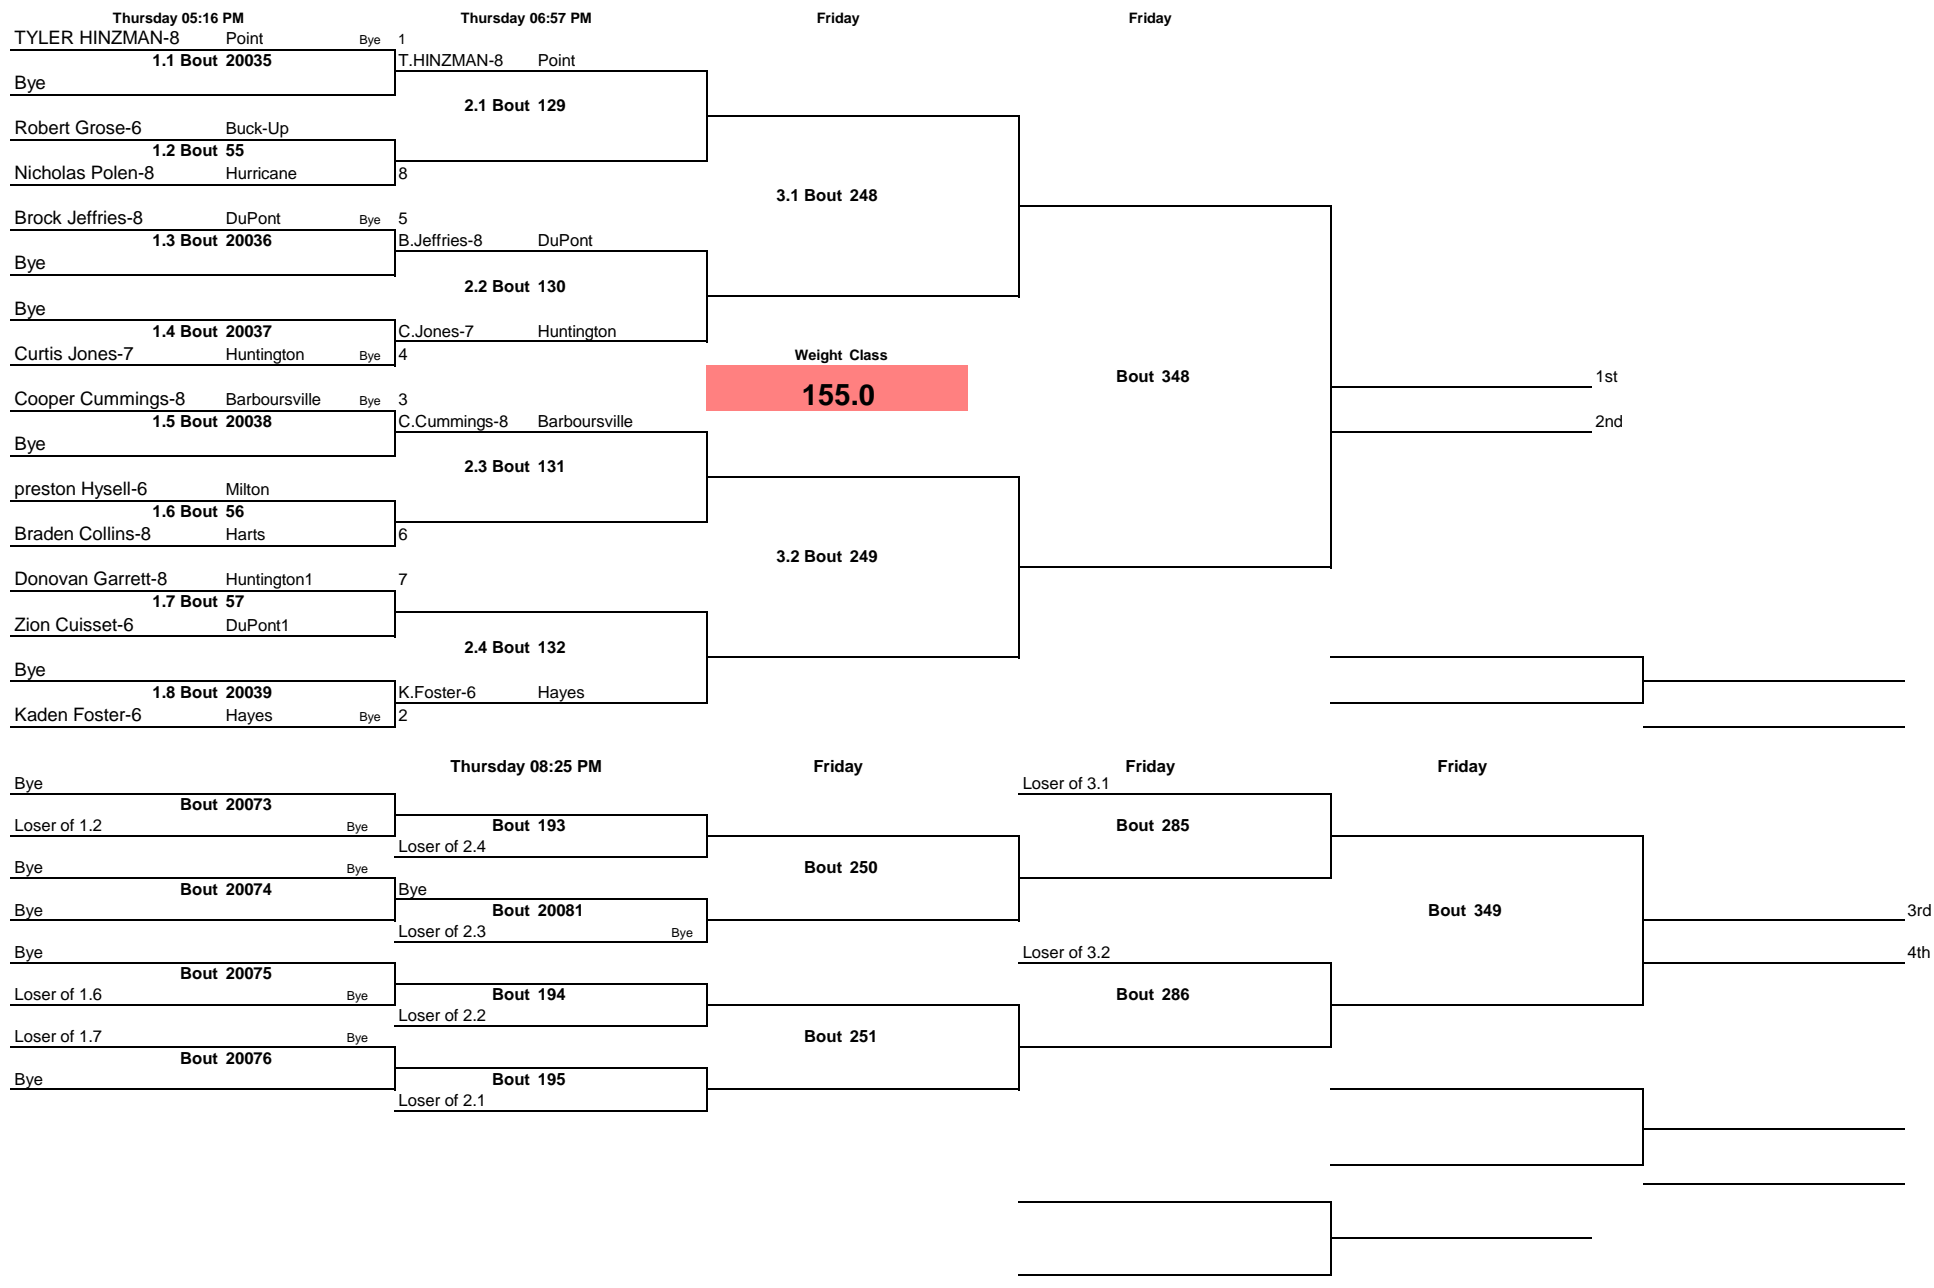 Thursday 05:16 PM Thursday 06:57 PM Friday Friday
TYLER HINZMAN-8 Point Bye 1
1.1 Bout 20035 T.HINZMAN-8 Point
Bye
2.1 Bout 129
Robert Grose-6 Buck-Up
1.2 Bout 55
Nicholas Polen-8 Hurricane 8
3.1 Bout 248
Brock Jeffries-8 DuPont Bye 5
1.3 Bout 20036 B.Jeffries-8 DuPont
Bye
2.2 Bout 130
Bye
1.4 Bout 20037 C.Jones-7 Huntington
Curtis Jones-7 Huntington Bye 4 Weight Class
Bout 348 1st
155.0
Cooper Cummings-8 Barboursville Bye 3
1.5 Bout 20038 C.Cummings-8 Barboursville 2nd
Bye
2.3 Bout 131
preston Hysell-6 Milton
1.6 Bout 56
Braden Collins-8 Harts 6
3.2 Bout 249
Donovan Garrett-8 Huntington1 7
1.7 Bout 57
Zion Cuisset-6 DuPont1
2.4 Bout 132
Bye
1.8 Bout 20039 K.Foster-6 Hayes
Kaden Foster-6 Hayes Bye 2
Thursday 08:25 PM Friday Friday Friday
Bye Loser of 3.1
Bout 20073
Loser of 1.2 Bye Bout 193 Bout 285
Loser of 2.4
Bye Bye Bout 250
Bout 20074 Bye
Bye Bout 20081 Bout 349 3rd
Loser of 2.3 Bye
Bye Loser of 3.2 4th
Bout 20075
Loser of 1.6 Bye Bout 194 Bout 286
Loser of 2.2
Loser of 1.7 Bye Bout 251
Bout 20076
Bye Bout 195
Loser of 2.1